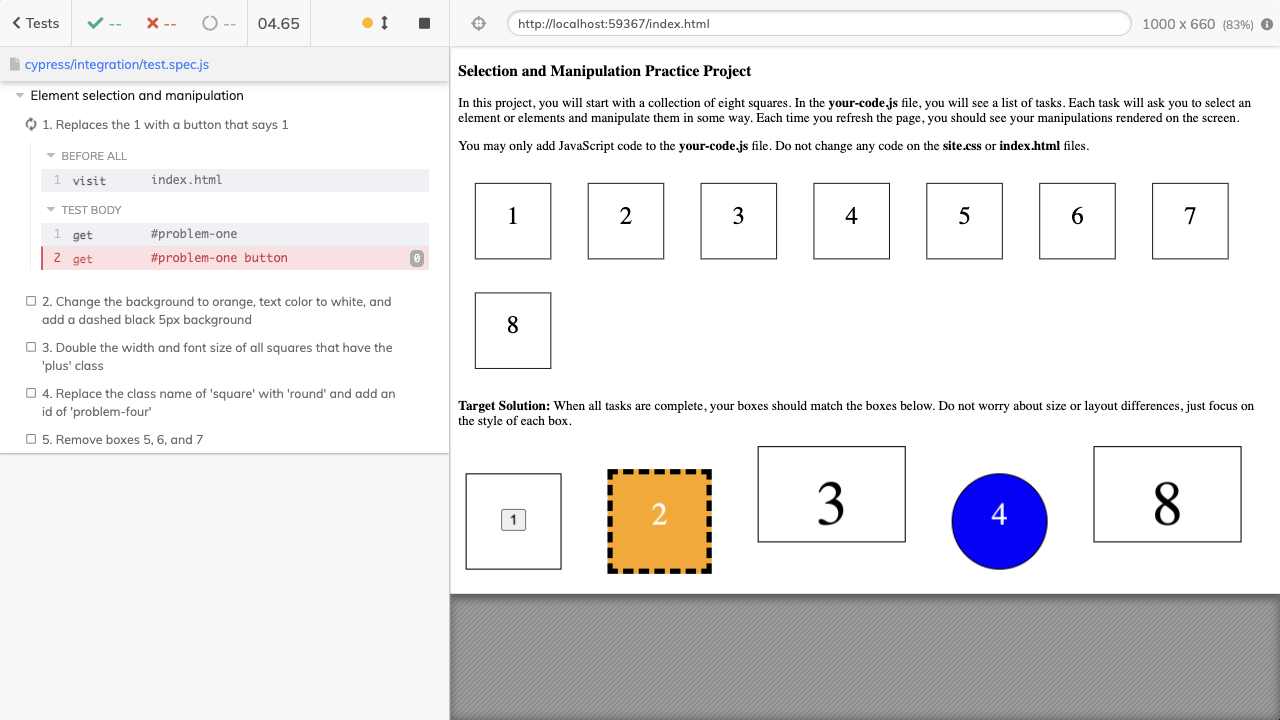 Tests
--
--
--
04.65
http://localhost:59367/index.html
1000 x 660 (83%)
cypress/integration/test.spec.js
Element selection and manipulation
1. Replaces the 1 with a button that says 1
BEFORE ALL
1 visit index.html
TEST BODY
1 get #problem-one
2 get #problem-one button 0
2. Change the background to orange, text color to white, and
add a dashed black 5px background
3. Double the width and font size of all squares that have the
'plus' class
4. Replace the class name of 'square' with 'round' and add an
id of 'problem-four'
5. Remove boxes 5, 6, and 7
Selection and Manipulation Practice Project
In this project, you will start with a collection of eight squares. In the your-code.js file, you will see a list of tasks. Each task will ask you to select an
element or elements and manipulate them in some way. Each time you refresh the page, you should see your manipulations rendered on the screen.
You may only add JavaScript code to the your-code.js file. Do not change any code on the site.css or index.html files.
1 2 3 4 5 6 7
8
Target Solution: When all tasks are complete, your boxes should match the boxes below. Do not worry about size or layout differences, just focus on
the style of each box.
1 2 3 4 8